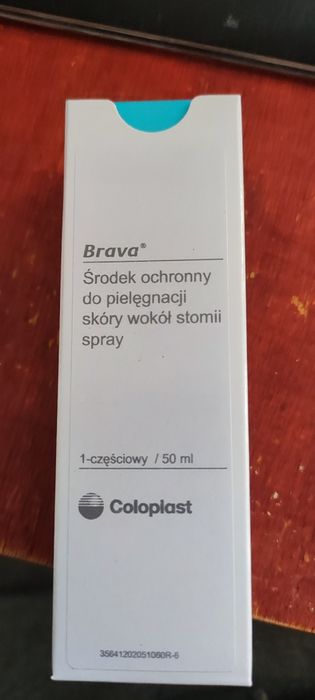 Brava®
Środek ochronny
do pielęgnacji
skóry wokół stomii
spray
1-częściowy / 50 ml
Coloplast
35641202051060R-6